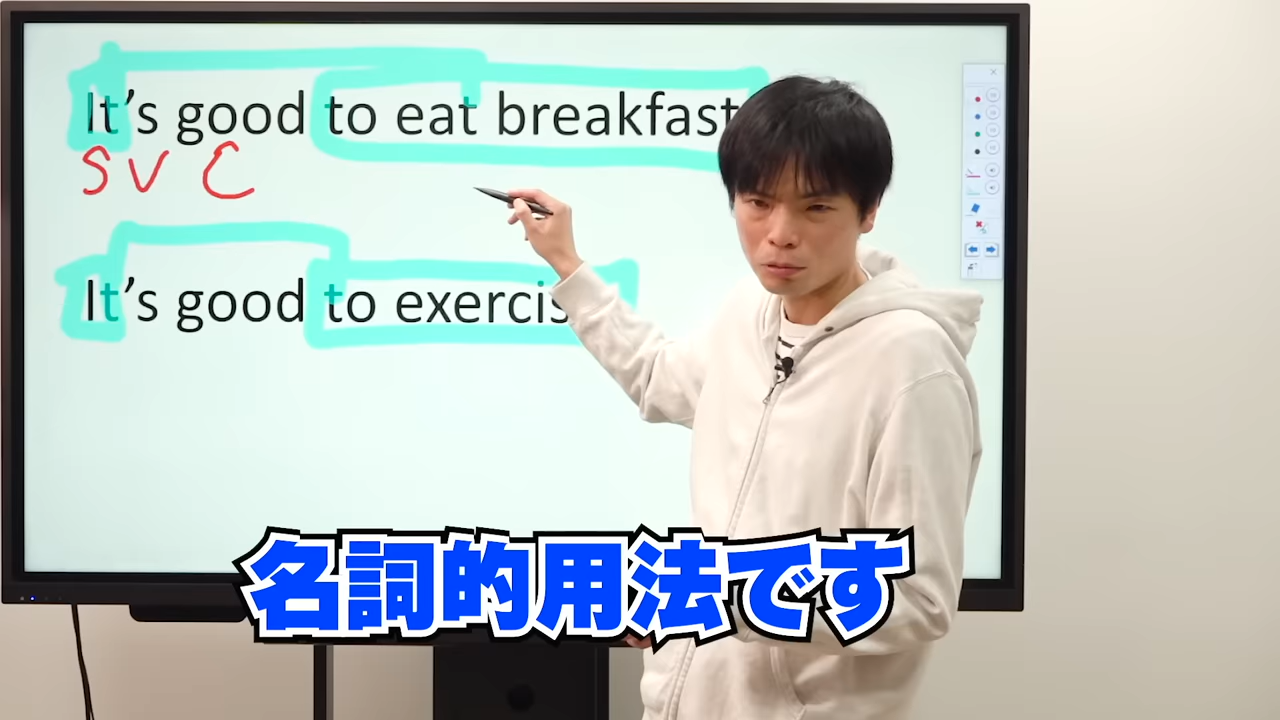 It's good to eat breakfast
S V C
It's good to exercis
名詞的用法です